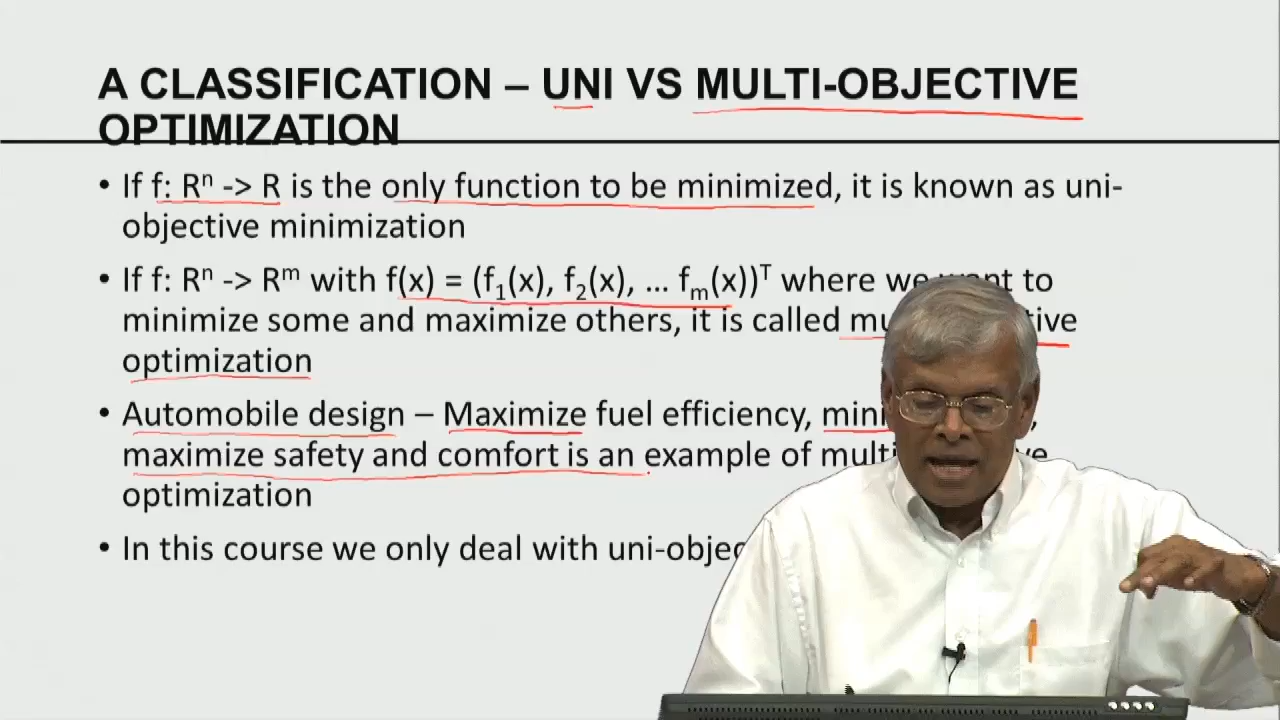 A CLASSIFICATION – UNI VS MULTI-OBJECTIVE
OPTIMIZATION
• If f: Rⁿ -> R is the only function to be minimized, it is known as uni-
objective minimization
• If f: Rⁿ -> Rᵐ with f(x) = (f₁(x), f₂(x), ... fₘ(x))ᵀ where we want to
minimize some and maximize others, it is called
optimization
• Automobile design – Maximize fuel efficiency,
maximize safety and comfort is an example of
optimization
• In this course we only deal with